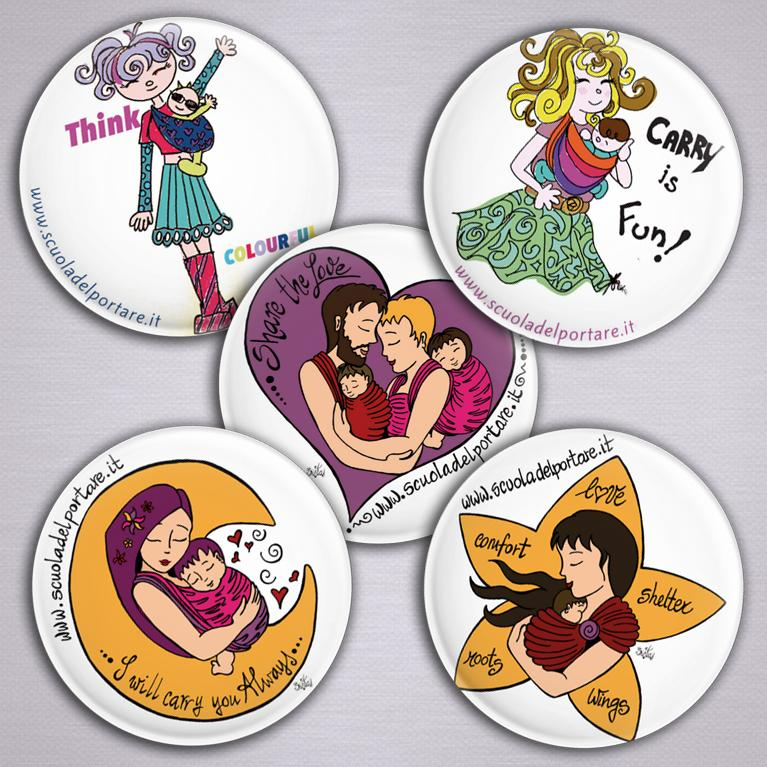 Think
COLOURFUL
www.scuoladelportare.it
CARRY
is
Fun!
www.scuoladelportare.it
Share the Love
www.scuoladelportare.it
www.scuoladelportare.it
...I will carry you Always...
www.scuoladelportare.it
love
comfort
shelter
roots
wings